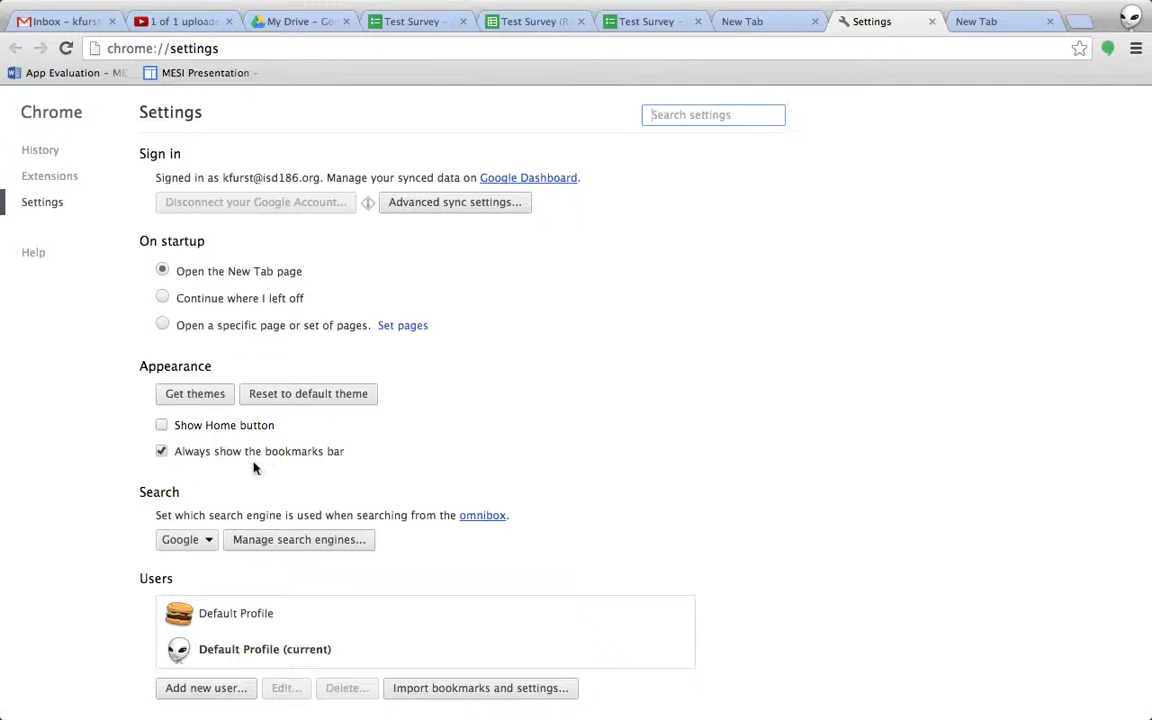 Inbox - kfurst
1 of 1 uploade
My Drive - Goo
Test Survey -
Test Survey (R
Test Survey -
New Tab
Settings
New Tab
chrome://settings
App Evaluation - ME
MESI Presentation -
Chrome
History
Extensions
Settings
Help
Settings
Search settings
Sign in
Signed in as kfurst@isd186.org. Manage your synced data on Google Dashboard.
Disconnect your Google Account...
Advanced sync settings...
On startup
Open the New Tab page
Continue where I left off
Open a specific page or set of pages. Set pages
Appearance
Get themes
Reset to default theme
Show Home button
Always show the bookmarks bar
Search
Set which search engine is used when searching from the omnibox.
Google
Manage search engines...
Users
Default Profile
Default Profile (current)
Add new user...
Edit...
Delete...
Import bookmarks and settings...